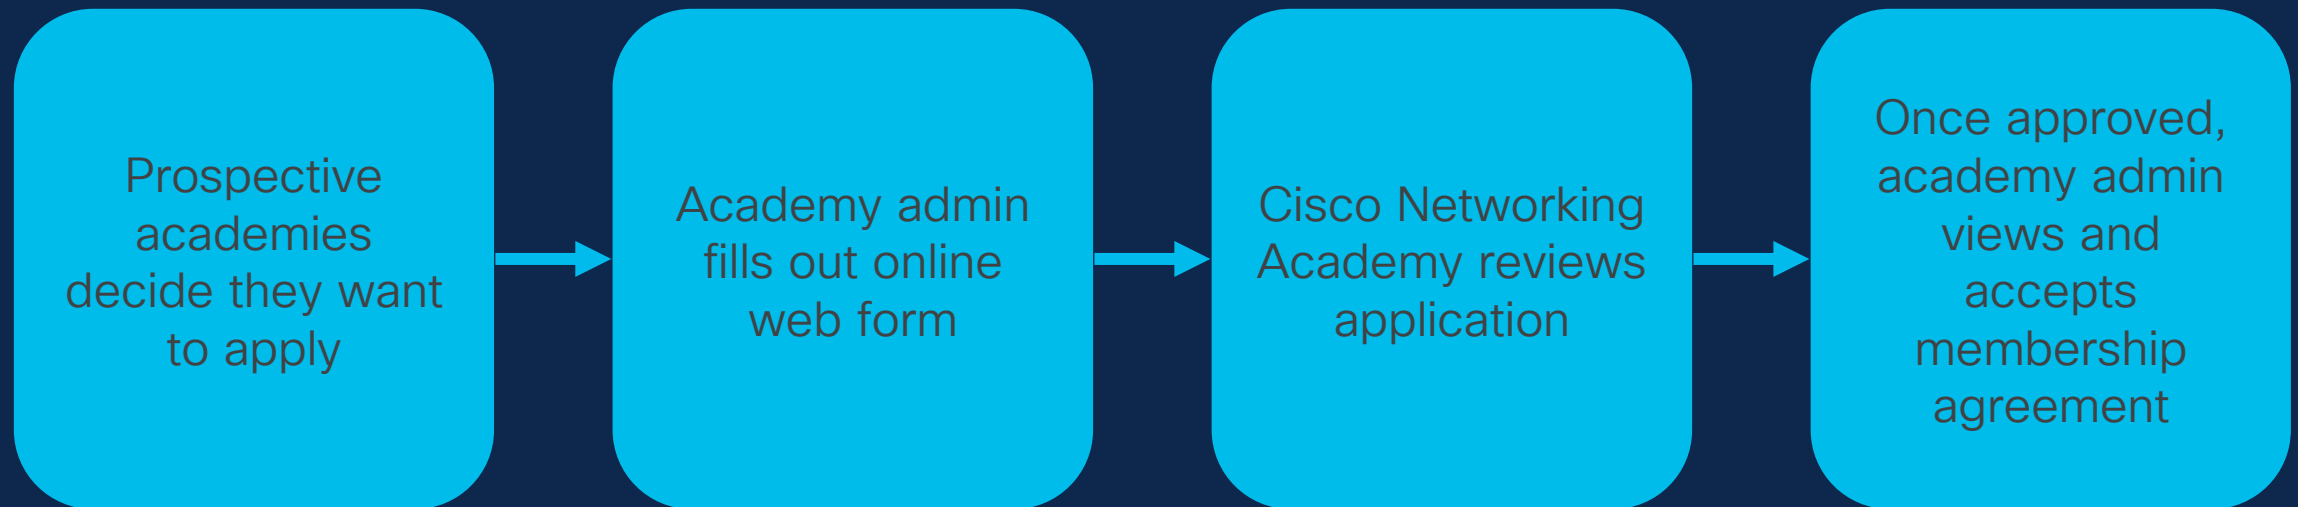 Prospective
academies
decide they want
to apply
Academy admin
fills out online
web form
Cisco Networking
Academy reviews
application
Once approved,
academy admin
views and
accepts
membership
agreement